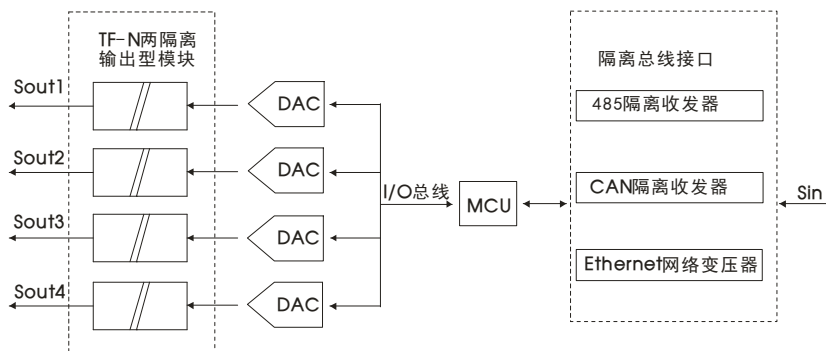 TF-N两隔离
输出型模块
Sout1
DAC
Sout2
DAC
Sout3
DAC
Sout4
DAC
I/O总线
MCU
隔离总线接口
485隔离收发器
CAN隔离收发器
Ethernet网络变压器
Sin